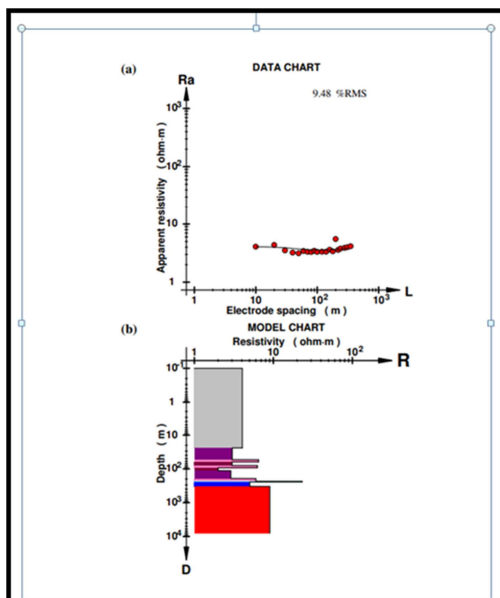 (a)
DATA CHART
Ra
9.48 %RMS
10³
10²
10
1
Apparent resistivity ( ohm·m )
1 10 10² 10³ L
Electrode spacing ( m )
(b)
MODEL CHART
Resistivity ( ohm·m )
1 10 10² R
10⁻¹
1
10
10²
10³
10⁴
Depth ( m )
D